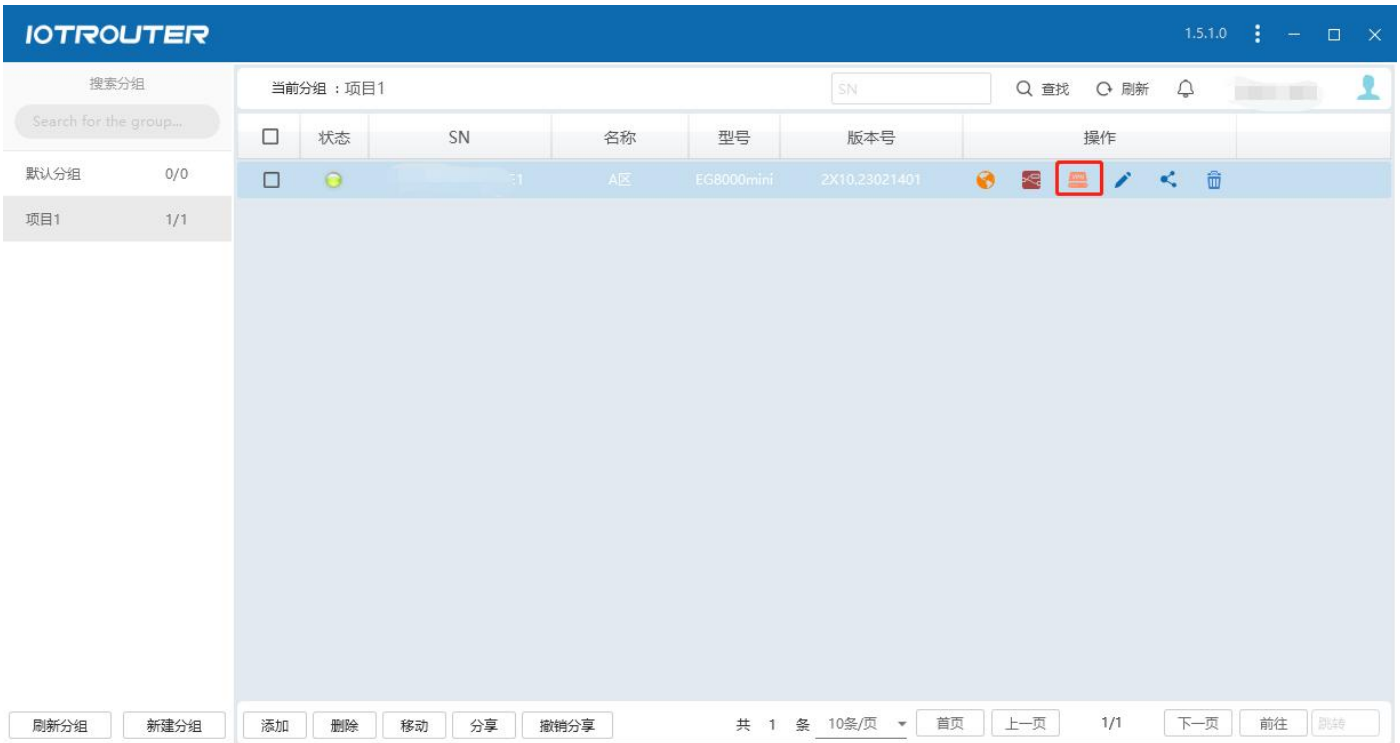 IOTROUTER
1.5.1.0
搜索分组
Search for the group...
默认分组 0/0
项目1 1/1
当前分组 : 项目1
SN
查找
刷新
状态 SN 名称 型号 版本号 操作
A区 EG8000mini 2X10.23021401
刷新分组 新建分组
添加 删除 移动 分享 撤销分享
共 1 条 10条/页 首页 上一页 1/1 下一页 前往 跳转